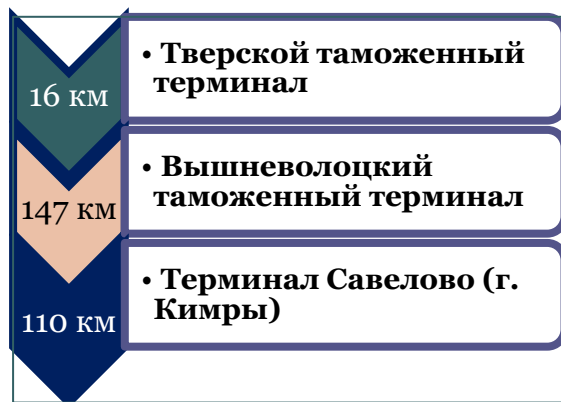 16 км
• Тверской таможенный
терминал
147 км
• Вышневолоцкий
таможенный терминал
110 км
• Терминал Савелово (г.
Кимры)